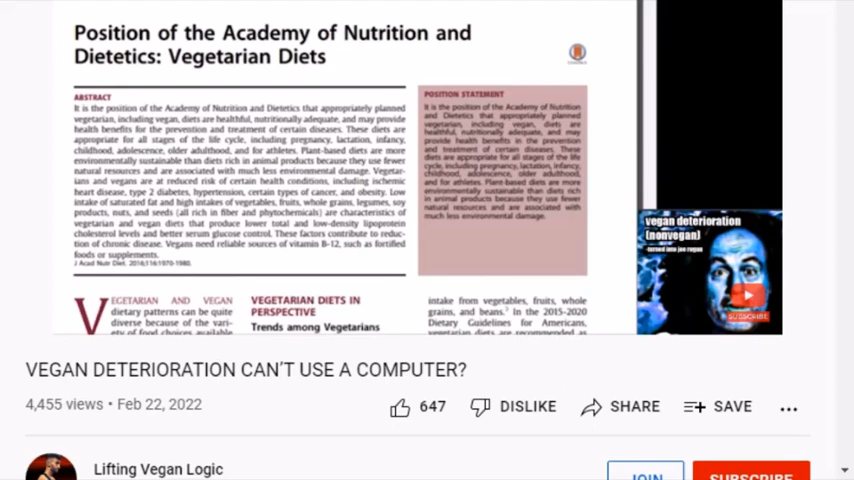 Position of the Academy of Nutrition and
Dietetics: Vegetarian Diets
ABSTRACT
It is the position of the Academy of Nutrition and Dietetics that appropriately planned
vegetarian, including vegan, diets are healthful, nutritionally adequate, and may provide
health benefits for the prevention and treatment of certain diseases. These diets are
appropriate for all stages of the life cycle, including pregnancy, lactation, infancy,
childhood, adolescence, older adulthood, and for athletes. Plant-based diets are more
environmentally sustainable than diets rich in animal products because they use fewer
natural resources and are associated with much less environmental damage. Vegetar-
ians and vegans are at reduced risk of certain health conditions, including ischemic
heart disease, type 2 diabetes, hypertension, certain types of cancer, and obesity. Low
intake of saturated fat and high intakes of vegetables, fruits, whole grains, legumes, soy
products, nuts, and seeds (all rich in fiber and phytochemicals) are characteristics of
vegetarian and vegan diets that produce lower total and low-density lipoprotein
cholesterol levels and better serum glucose control. These factors contribute to reduc-
tion of chronic disease. Vegans need reliable sources of vitamin B-12, such as fortified
foods or supplements.
J Acad Nutr Diet. 2016;116:1970-1980.
POSITION STATEMENT
It is the position of the Academy of Nutrition
and Dietetics that appropriately planned
vegetarian, including vegan, diets are
healthful, nutritionally adequate, and may
provide health benefits in the prevention
and treatment of certain diseases. These
diets are appropriate for all stages of the life
cycle, including pregnancy, lactation, infancy,
childhood, adolescence, older adulthood,
and for athletes. Plant-based diets are more
environmentally sustainable than diets rich
in animal products because they use fewer
natural resources and are associated with
much less environmental damage.
VEGETARIAN AND VEGAN
dietary patterns can be quite
diverse because of the vari-
ety of food choices available
VEGETARIAN DIETS IN
PERSPECTIVE
Trends among Vegetarians
intake from vegetables, fruits, whole
grains, and beans. In the 2015-2020
Dietary Guidelines for Americans,
vegetarian diets are recommended as
vegan deterioration
(nonvegan)
-turned into joe rogan
SUBSCRIBE
VEGAN DETERIORATION CAN'T USE A COMPUTER?
4,455 views • Feb 22, 2022
647
DISLIKE
SHARE
SAVE
Lifting Vegan Logic
JOIN
SUBSCRIBE